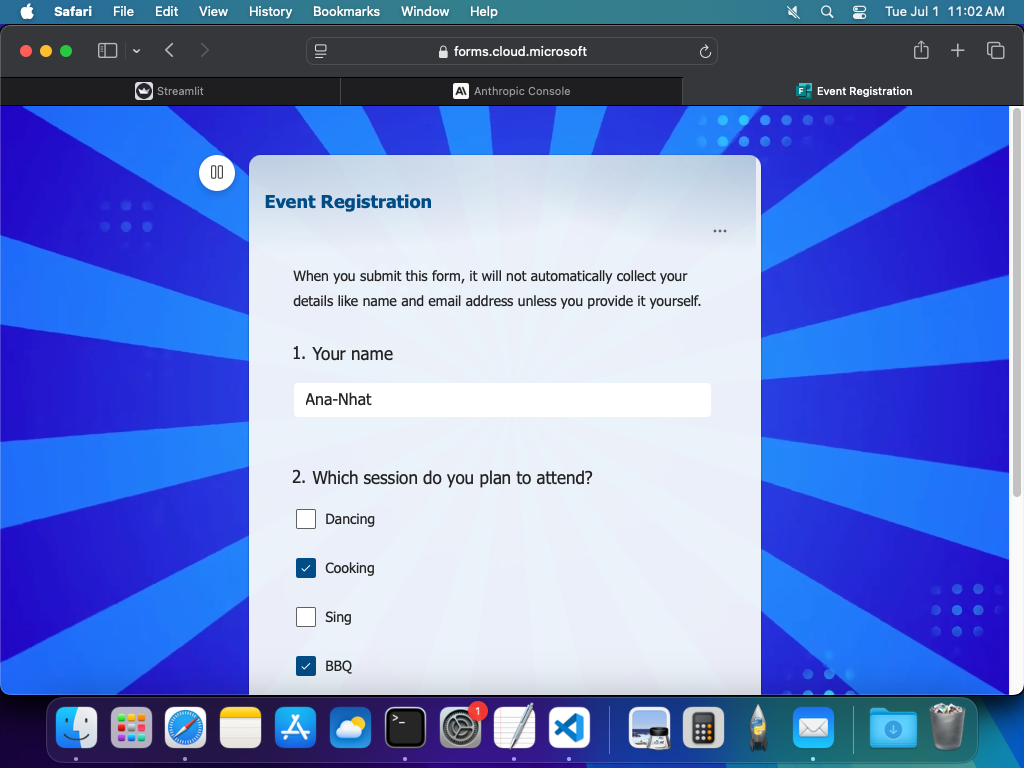 Safari File Edit View History Bookmarks Window Help Tue Jul 1 11:02 AM
forms.cloud.microsoft
Streamlit Anthropic Console Event Registration
Event Registration
When you submit this form, it will not automatically collect your
details like name and email address unless you provide it yourself.
1. Your name
Ana-Nhat
2. Which session do you plan to attend?
Dancing
Cooking
Sing
BBQ
1